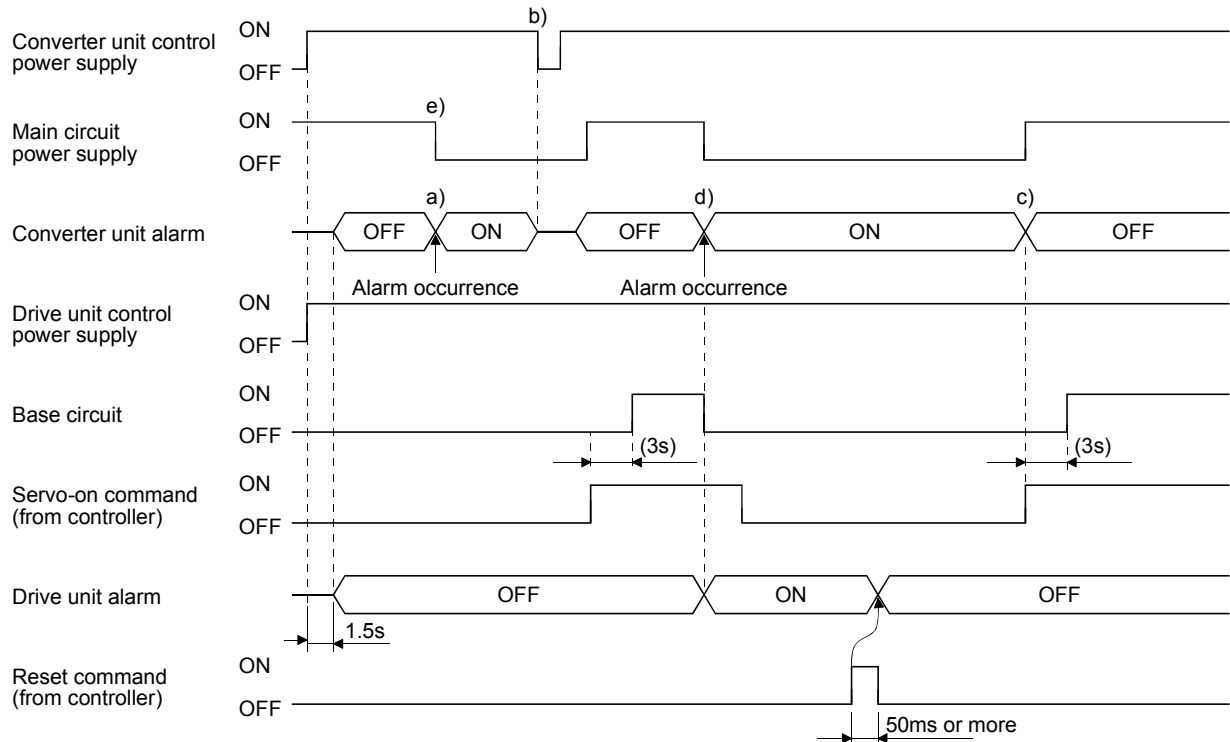 Converter unit control
power supply
ON
OFF
b)
Main circuit
power supply
ON
OFF
e)
Converter unit alarm
a)
d)
c)
OFF
ON
OFF
ON
OFF
Alarm occurrence
Alarm occurrence
Drive unit control
power supply
ON
OFF
Base circuit
ON
OFF
(3s)
(3s)
Servo-on command
(from controller)
ON
OFF
Drive unit alarm
OFF
ON
OFF
1.5s
Reset command
(from controller)
ON
OFF
50ms or more